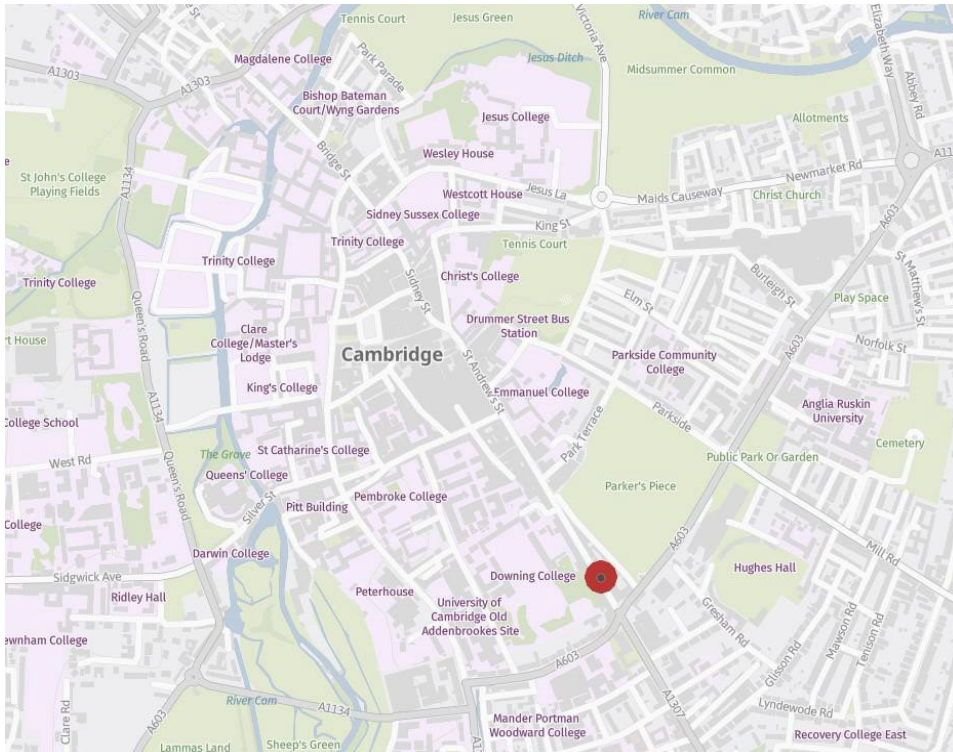 Tennis Court
Jesus Green
River Cam
Magdalene College
Victoria Ave
Elizabeth Way
A1303
A1303
Park Parade
Jesus Ditch
Midsummer Common
Abbey Rd
Bishop Bateman
Court/Wyng Gardens
Jesus College
Allotments
Bridge St
Wesley House
A11
St John's College
Playing Fields
A1134
Newmarket Rd
Westcott House
Jesus La
Maids Causeway
Christ Church
Sidney Sussex College
King St
A603
Trinity College
Tennis Court
Trinity College
Sidney St
Christ's College
Burleigh St
St Matthew's St
Trinity College
Elm St
Play Space
Queen's Road
Drummer Street Bus
Station
Clare
College/Master's
Lodge
rt House
Cambridge
St Andrew's St
Parkside Community
College
A603
Norfolk St
King's College
Emmanuel College
A1134
Parkside
Anglia Ruskin
University
College School
Park Terrace
Cemetery
St Catharine's College
The Grove
West Rd
Public Park Or Garden
Queens' College
Queen's Road
Parker's Piece
Pembroke College
Silver St
Pitt Building
College
A603
Mill Rd
Darwin College
Hughes Hall
Sidgwick Ave
Downing College
Peterhouse
Ridley Hall
University of
Cambridge Old
Addenbrookes Site
Gresham Rd
Mawson Rd
Tenison Rd
ewnham College
Glisson Rd
A603
River Cam
A1134
A1307
Clare Rd
A603
Lyndewode Rd
Mander Portman
Woodward College
Recovery College East
Lammas Land
Sheep's Green
A10